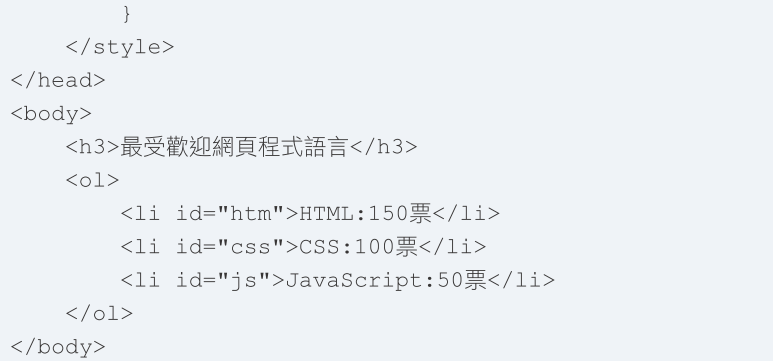 }
</style>
</head>
<body>
<h3>最受歡迎網頁程式語言</h3>
<ol>
<li id="htm">HTML:150票</li>
<li id="css">CSS:100票</li>
<li id="js">JavaScript:50票</li>
</ol>
</body>